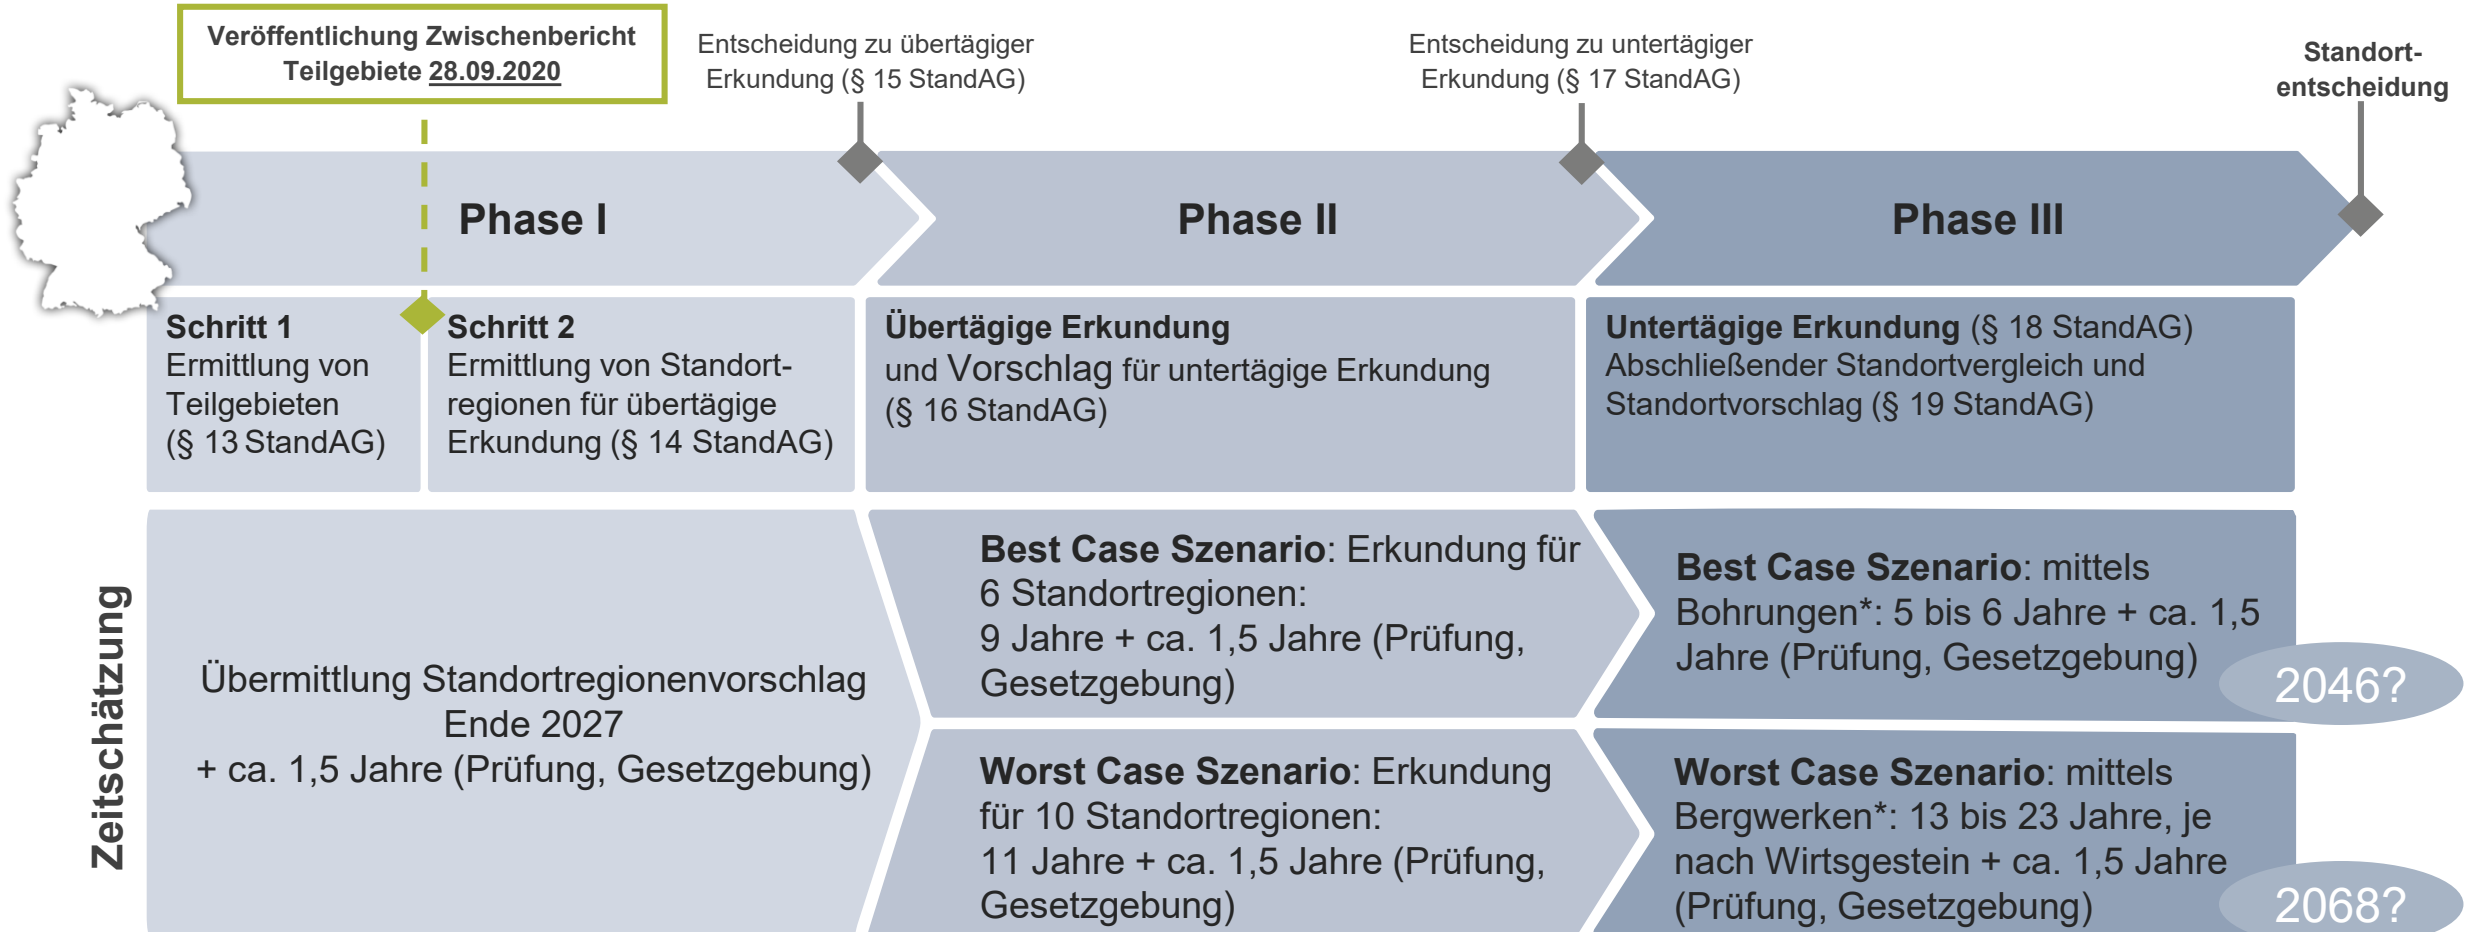 Veröffentlichung Zwischenbericht
Teilgebiete 28.09.2020
Entscheidung zu übertägiger
Erkundung (§ 15 StandAG)
Entscheidung zu untertägiger
Erkundung (§ 17 StandAG)
Standort-
entscheidung
Phase I
Phase II
Phase III
Schritt 1
Ermittlung von
Teilgebieten
(§ 13 StandAG)
Schritt 2
Ermittlung von Standort-
regionen für übertägige
Erkundung (§ 14 StandAG)
Übertägige Erkundung
und Vorschlag für untertägige Erkundung
(§ 16 StandAG)
Untertägige Erkundung (§ 18 StandAG)
Abschließender Standortvergleich und
Standortvorschlag (§ 19 StandAG)
Zeitschätzung
Übermittlung Standortregionenvorschlag
Ende 2027
+ ca. 1,5 Jahre (Prüfung, Gesetzgebung)
Best Case Szenario: Erkundung für
6 Standortregionen:
9 Jahre + ca. 1,5 Jahre (Prüfung,
Gesetzgebung)
Best Case Szenario: mittels
Bohrungen*: 5 bis 6 Jahre + ca. 1,5
Jahre (Prüfung, Gesetzgebung)
2046?
Worst Case Szenario: Erkundung
für 10 Standortregionen:
11 Jahre + ca. 1,5 Jahre (Prüfung,
Gesetzgebung)
Worst Case Szenario: mittels
Bergwerken*: 13 bis 23 Jahre, je
nach Wirtsgestein + ca. 1,5 Jahre
(Prüfung, Gesetzgebung)
2068?